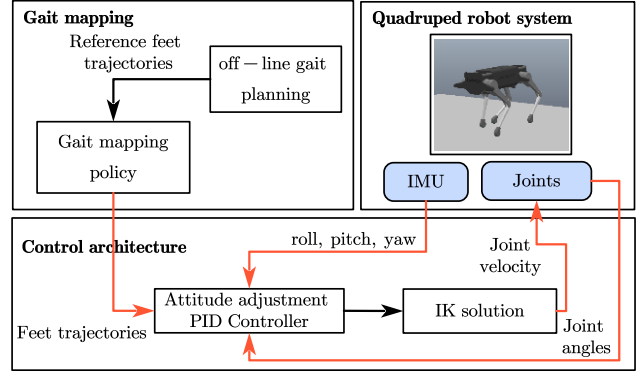 Gait mapping
Reference feet
trajectories
off − line gait
planning
Gait mapping
policy
Quadruped robot system
IMU
Joints
Control architecture
roll, pitch, yaw
Joint
velocity
Attitude adjustment
PID Controller
IK solution
Feet trajectories
Joint
angles